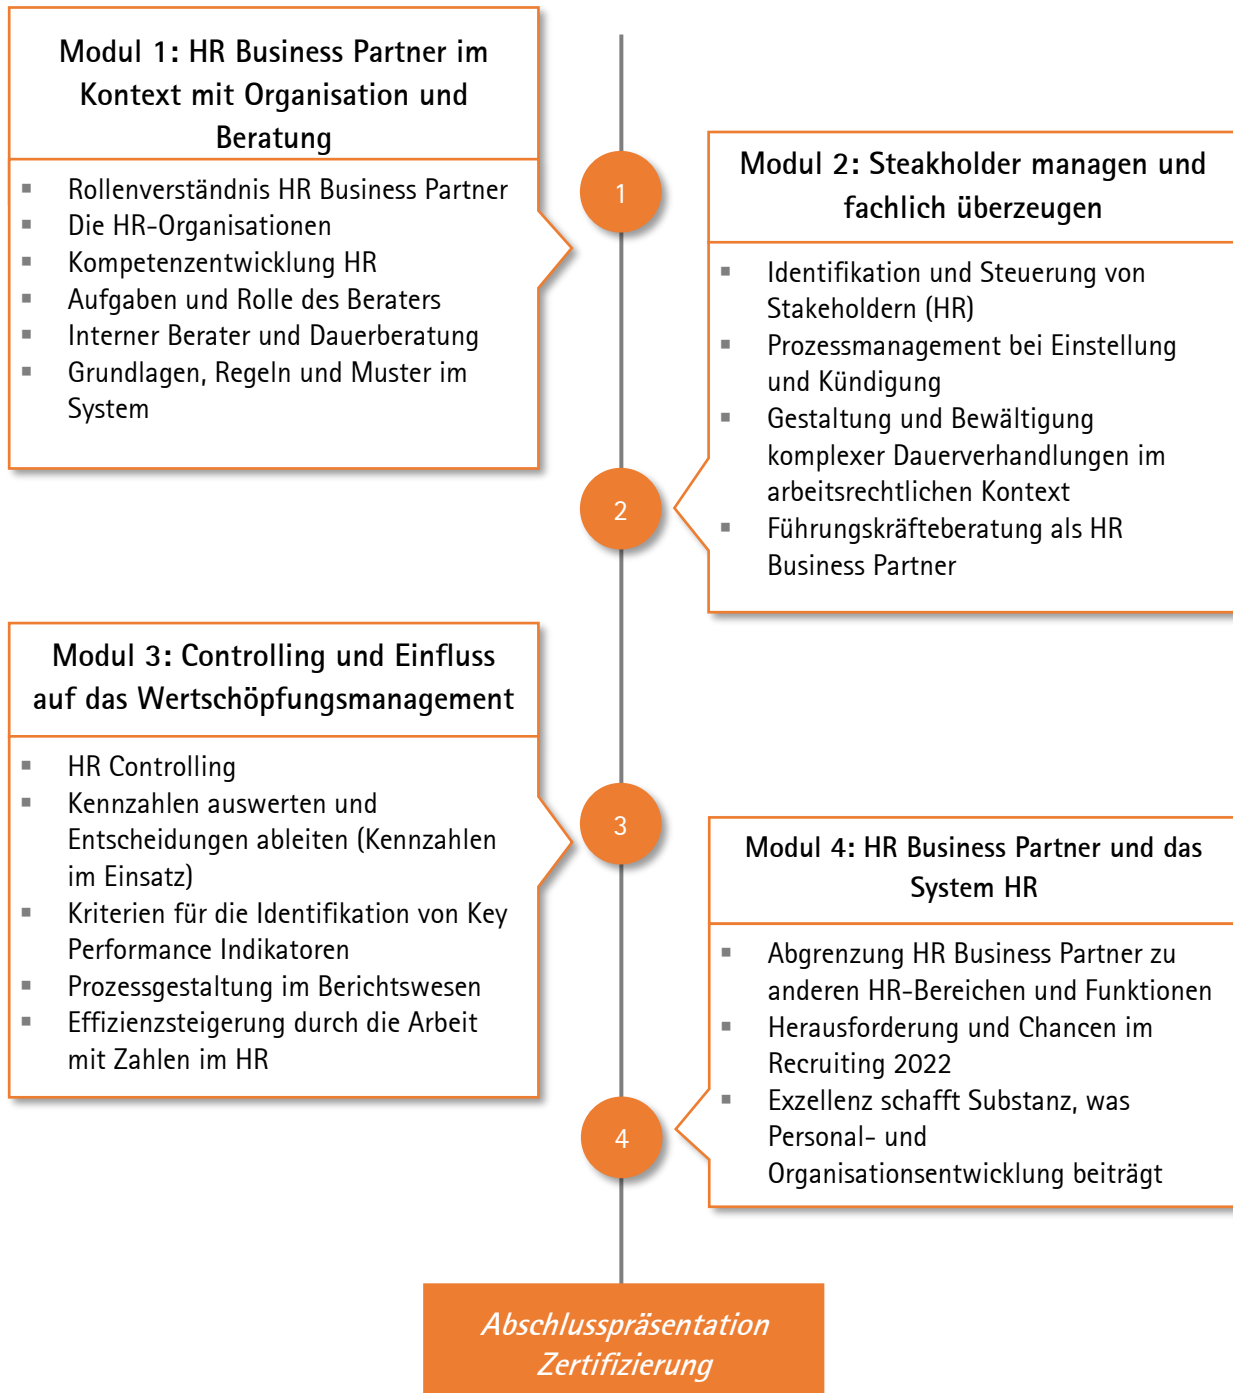 Modul 1: HR Business Partner im
Kontext mit Organisation und
Beratung
▪ Rollenverständnis HR Business Partner
▪ Die HR-Organisationen
▪ Kompetenzentwicklung HR
▪ Aufgaben und Rolle des Beraters
▪ Interner Berater und Dauerberatung
▪ Grundlagen, Regeln und Muster im
System
1
Modul 2: Steakholder managen und
fachlich überzeugen
▪ Identifikation und Steuerung von
Stakeholdern (HR)
▪ Prozessmanagement bei Einstellung
und Kündigung
▪ Gestaltung und Bewältigung
komplexer Dauerverhandlungen im
arbeitsrechtlichen Kontext
▪ Führungskräfteberatung als HR
Business Partner
2
Modul 3: Controlling und Einfluss
auf das Wertschöpfungsmanagement
▪ HR Controlling
▪ Kennzahlen auswerten und
Entscheidungen ableiten (Kennzahlen
im Einsatz)
▪ Kriterien für die Identifikation von Key
Performance Indikatoren
▪ Prozessgestaltung im Berichtswesen
▪ Effizienzsteigerung durch die Arbeit
mit Zahlen im HR
3
Modul 4: HR Business Partner und das
System HR
▪ Abgrenzung HR Business Partner zu
anderen HR-Bereichen und Funktionen
▪ Herausforderung und Chancen im
Recruiting 2022
▪ Exzellenz schafft Substanz, was
Personal- und
Organisationsentwicklung beiträgt
4
Abschlusspräsentation
Zertifizierung